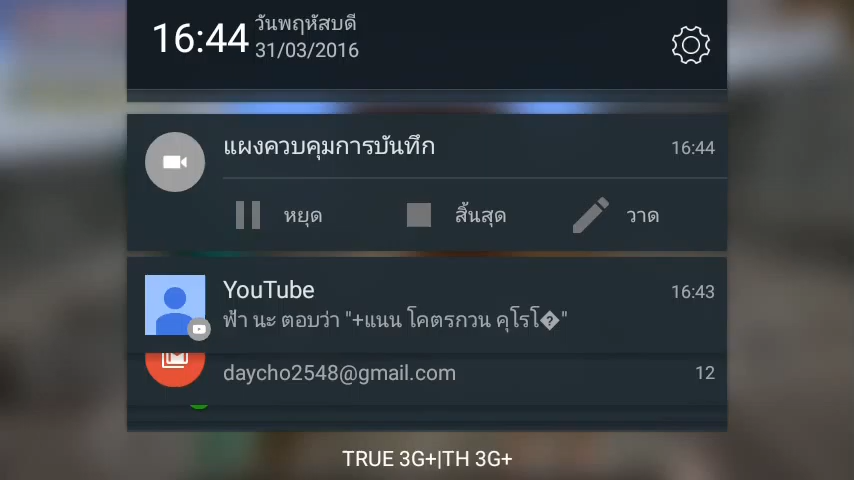 16:44
วันพฤหัสบดี
31/03/2016
แผงควบคุมการบันทึก
16:44
หยุด
สิ้นสุด
วาด
YouTube
16:43
ฟ้า นะ ตอบว่า "+แนน โคตรกวน คุโรโ�"
daychо2548@gmail.com
12
TRUE 3G+|TH 3G+